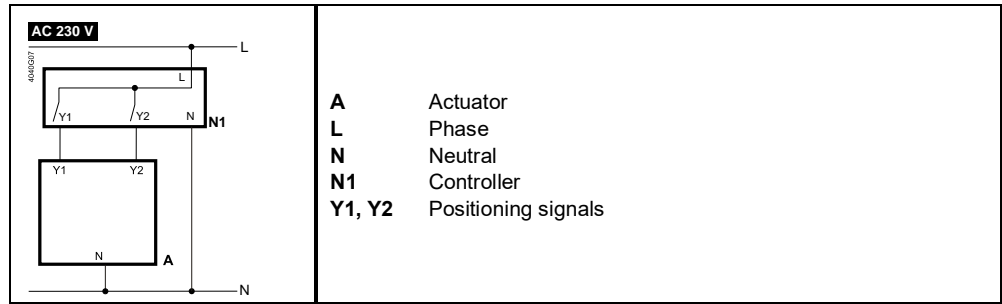 AC 230 V
L
4040G07
L
Y1 Y2 N
N1
Y1 Y2
N
A
N
A Actuator
L Phase
N Neutral
N1 Controller
Y1, Y2 Positioning signals